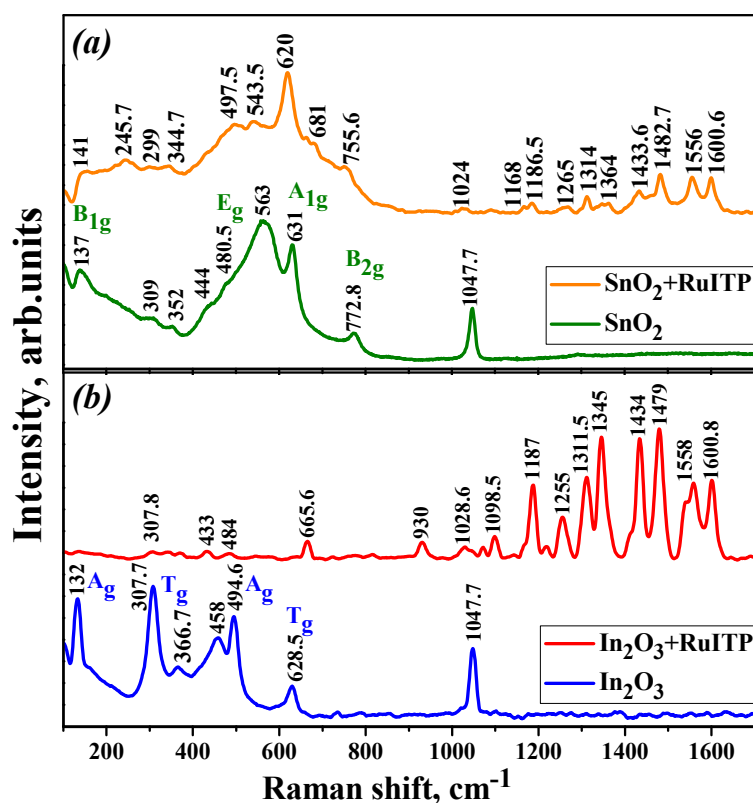 (a)
141
245.7
299
344.7
497.5
543.5
620
681
755.6
1024
1168
1186.5
1265
1314
1364
1433.6
1482.7
1556
1600.6
B1g
137
309
352
444
480.5
Eg
563
A1g
631
B2g
772.8
1047.7
SnO2+RuITP
SnO2
Intensity, arb.units
(b)
307.8
433
484
665.6
930
1028.6
1098.5
1187
1255
1311.5
1345
1434
1479
1558
1600.8
132
Ag
307.7
Tg
366.7
458
494.6
Ag
Tg
628.5
1047.7
In2O3+RuITP
In2O3
200 400 600 800 1000 1200 1400 1600
Raman shift, cm-1